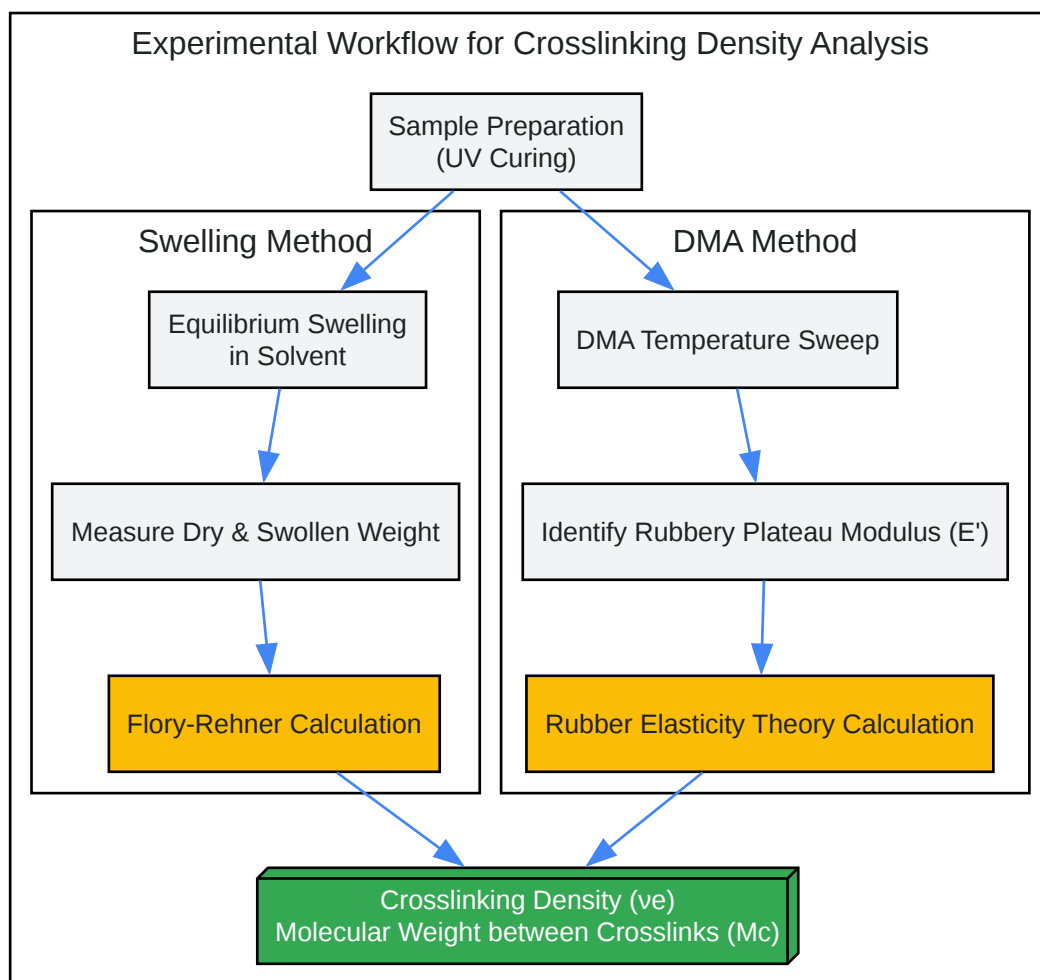 Experimental Workflow for Crosslinking Density Analysis
Sample Preparation
(UV Curing)
Swelling Method
Equilibrium Swelling
in Solvent
Measure Dry & Swollen Weight
Flory-Rehner Calculation
DMA Method
DMA Temperature Sweep
Identify Rubbery Plateau Modulus (E')
Rubber Elasticity Theory Calculation
Crosslinking Density (νe)
Molecular Weight between Crosslinks (Mc)